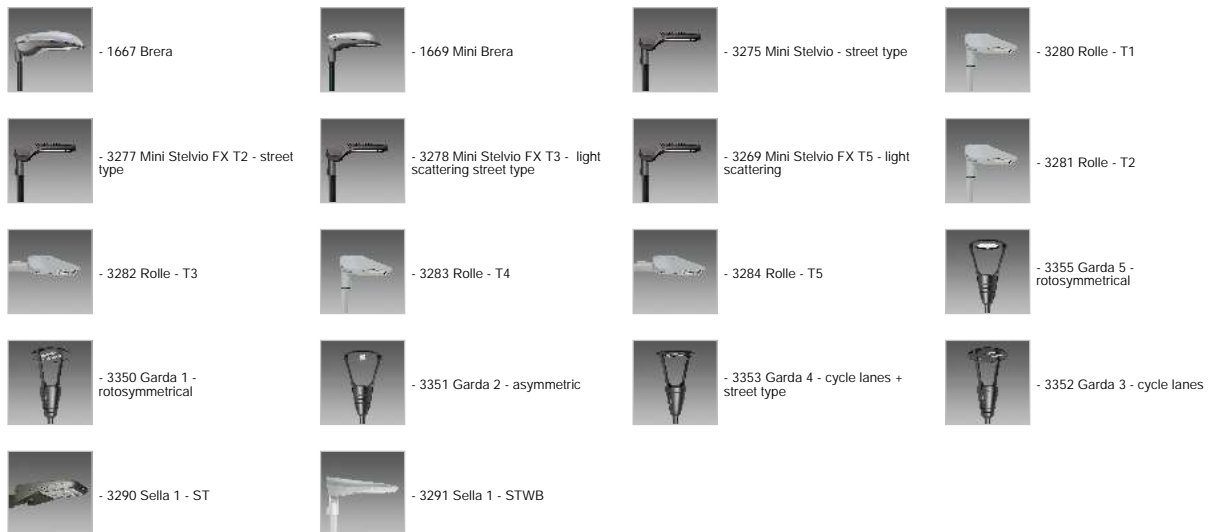 - 1667 Brera
- 1669 Mini Brera
- 3275 Mini Stelvio - street type
- 3280 Rolle - T1
- 3277 Mini Stelvio FX T2 - street
type
- 3278 Mini Stelvio FX T3 - light
scattering street type
- 3269 Mini Stelvio FX T5 - light
scattering
- 3281 Rolle - T2
- 3282 Rolle - T3
- 3283 Rolle - T4
- 3284 Rolle - T5
- 3355 Garda 5 -
rotosymmetrical
- 3350 Garda 1 -
rotosymmetrical
- 3351 Garda 2 - asymmetric
- 3353 Garda 4 - cycle lanes +
street type
- 3352 Garda 3 - cycle lanes
- 3290 Sella 1 - ST
- 3291 Sella 1 - STWB